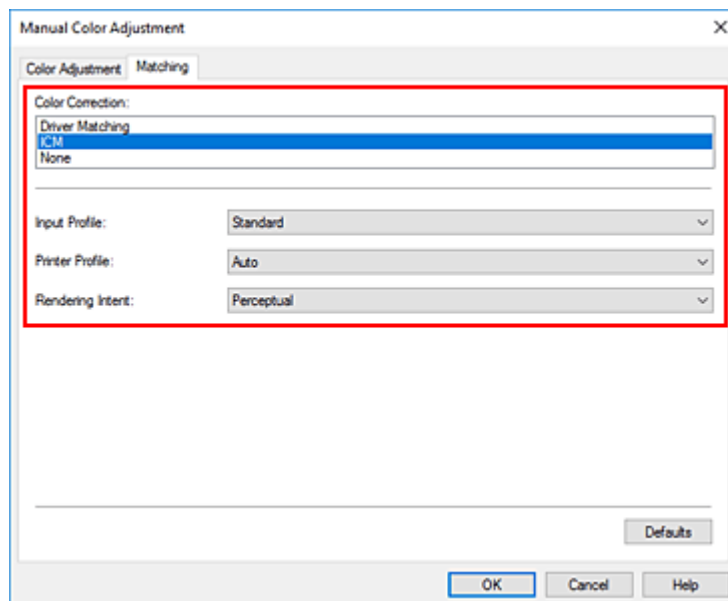 Manual Color Adjustment
Color Adjustment Matching
Color Correction:
Driver Matching
ICM
None
Input Profile: Standard
Printer Profile: Auto
Rendering Intent: Perceptual
Defaults
OK Cancel Help